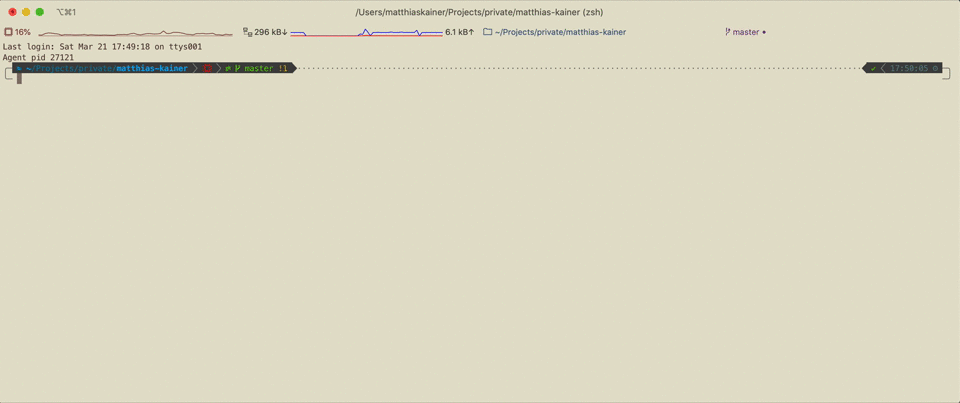 ⌥⌘1
/Users/matthiaskainer/Projects/private/matthias-kainer (zsh)
16% 296 kB↓ 6.1 kB↑ ~/Projects/private/matthias-kainer master •
Last login: Sat Mar 21 17:49:18 on ttys001
Agent pid 27121
~/Projects/private/matthias-kainer master !1 ✔ 17:50:05